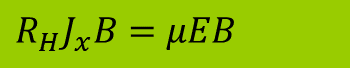 R_H J_x B = μEB